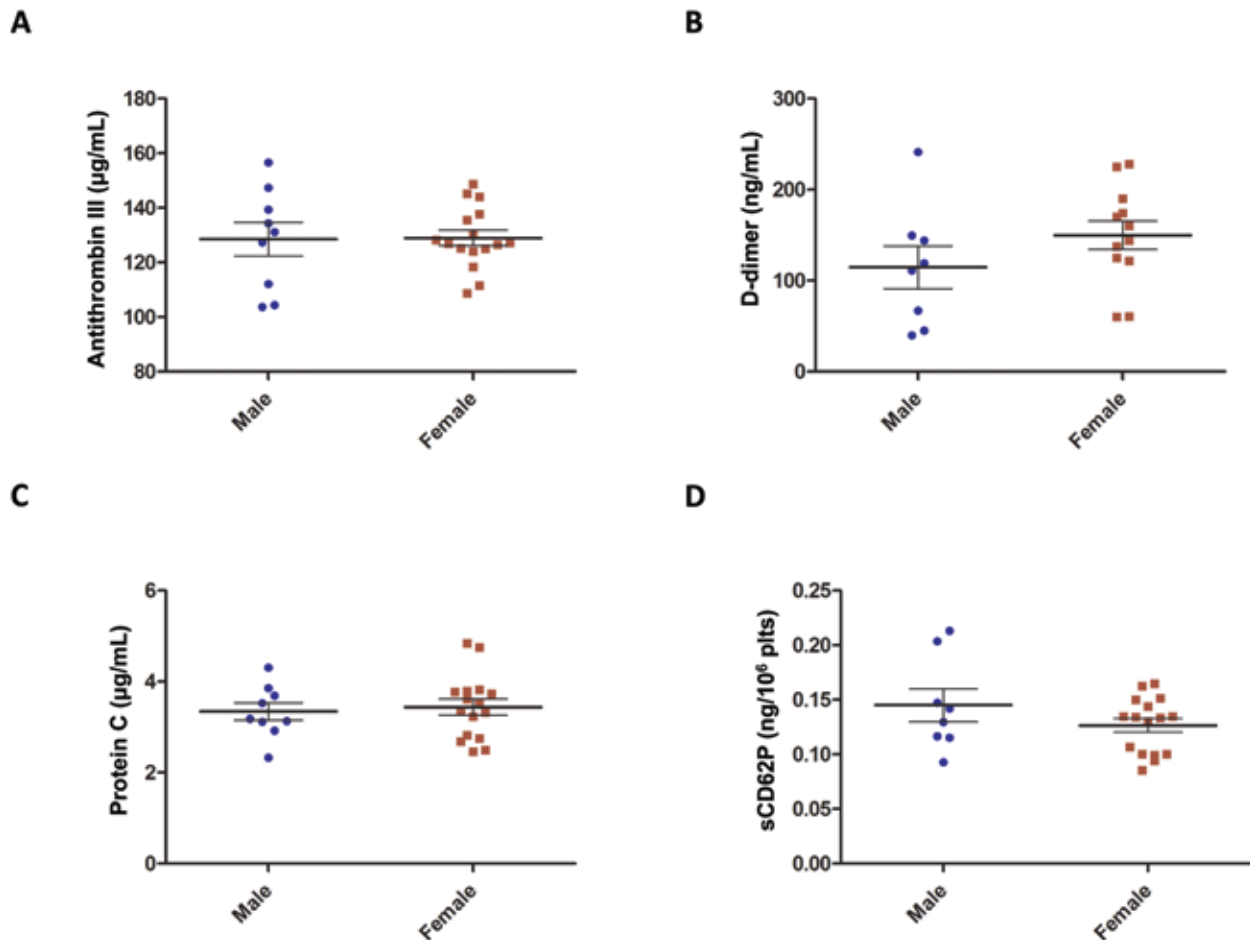 A
Antithrombin III (µg/mL)
180
160
140
120
100
80
Male
Female
B
D-dimer (ng/mL)
300
200
100
0
Male
Female
C
Protein C (µg/mL)
6
4
2
0
Male
Female
D
sCD62P (ng/10⁶ plts)
0.25
0.20
0.15
0.10
0.05
0.00
Male
Female